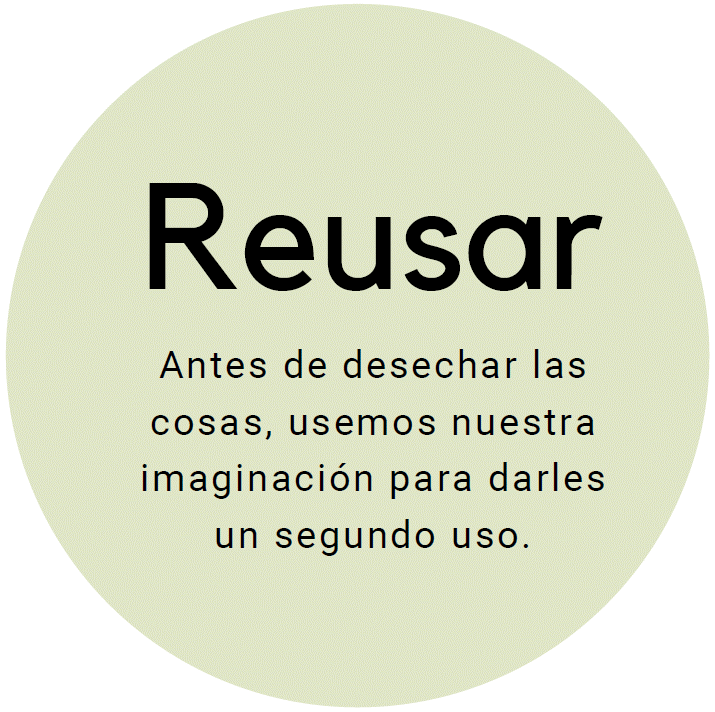 Reusar
Antes de desechar las
cosas, usemos nuestra
imaginación para darles
un segundo uso.